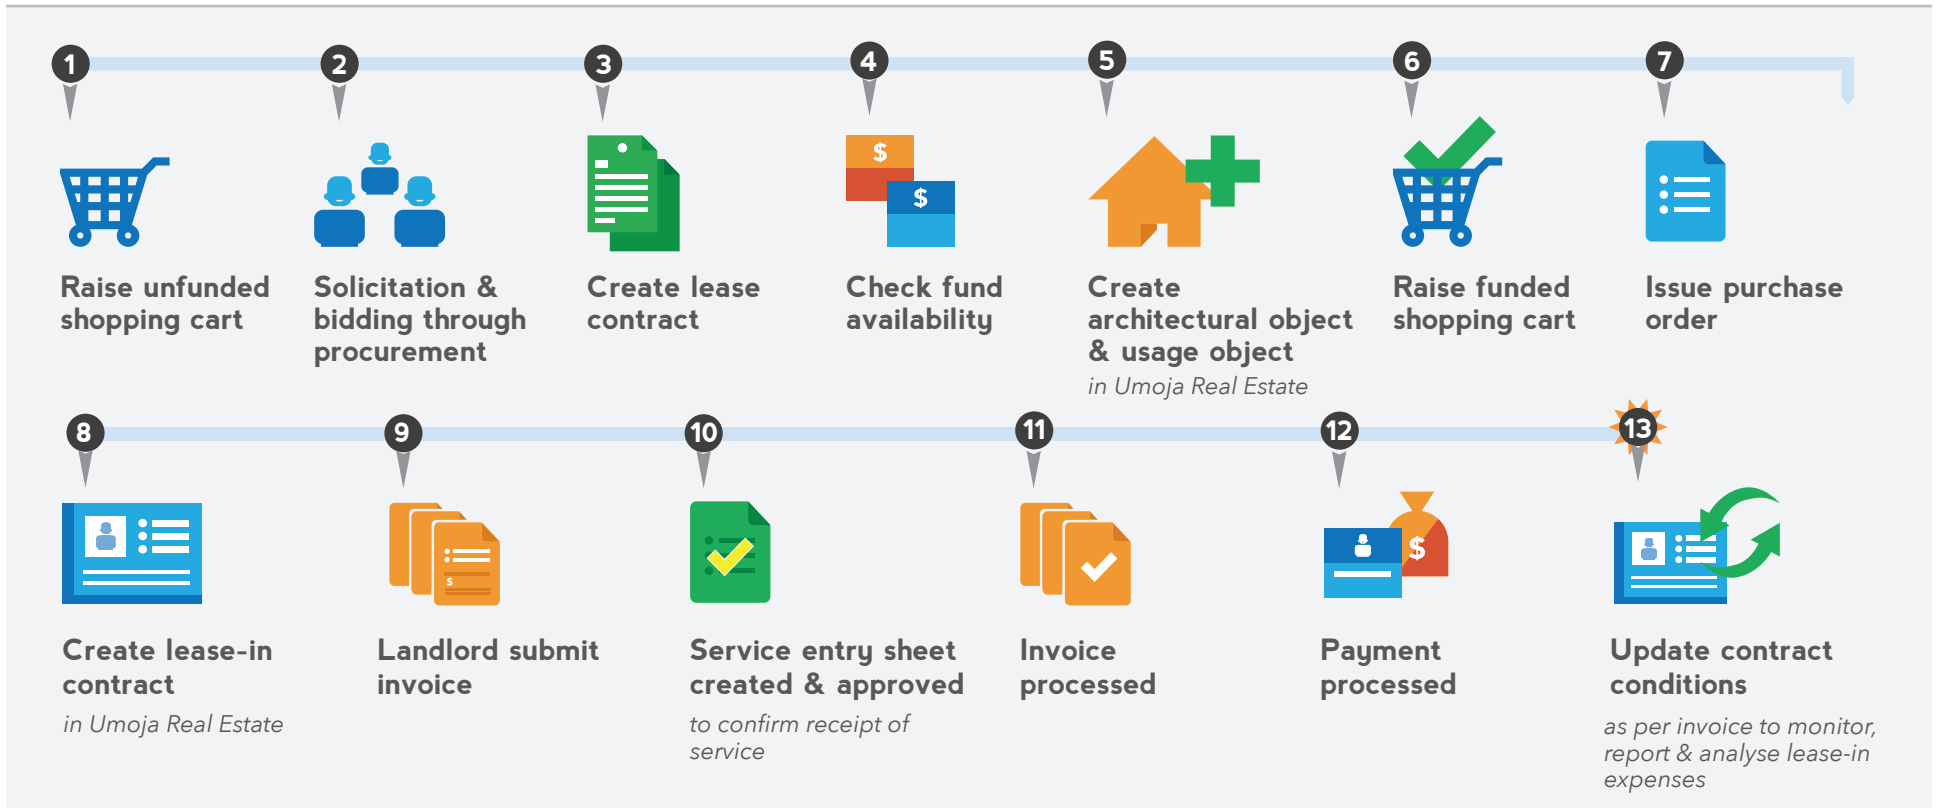 1
2
3
4
5
6
7
$
$
Raise unfunded
shopping cart
Solicitation &
bidding through
procurement
Create lease
contract
Check fund
availability
Create
architectural object
& usage object
in Umoja Real Estate
Raise funded
shopping cart
Issue purchase
order
8
9
10
11
12
13
$
$
Create lease-in
contract
in Umoja Real Estate
Landlord submit
invoice
Service entry sheet
created & approved
to confirm receipt of
service
Invoice
processed
Payment
processed
Update contract
conditions
as per invoice to monitor,
report & analyse lease-in
expenses